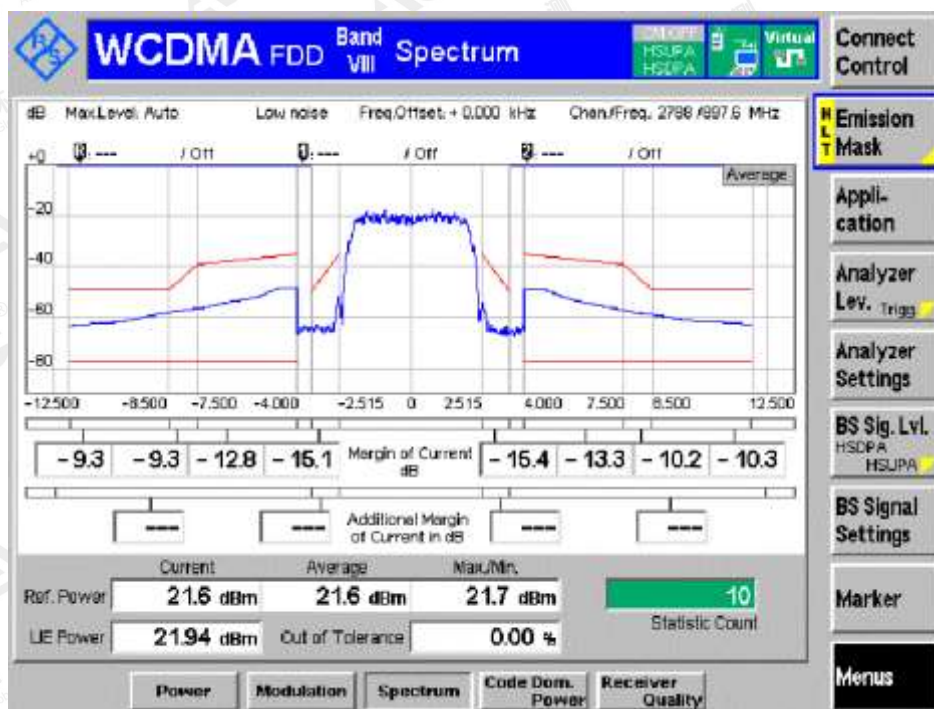 WCDMA FDD Band VIII Spectrum
HSUPA
HSDPA
Virtual
Connect Control
dB Max.Level: Auto Low noise Freq.Offset: + 0.000 kHz Chan./Freq.: 2788 /897.6 MHz
--- / Off --- / Off --- / Off
Average
+0
-20
-40
-60
-80
-12.500 -8.500 -7.500 -4.000 -2.515 0 2.515 4.000 7.500 8.500 12.500
-9.3 -9.3 -12.8 -15.1 Margin of Current dB -15.4 -13.3 -10.2 -10.3
--- --- Additional Margin of Current in dB --- ---
Current Average Max./Min.
Ref. Power 21.6 dBm 21.6 dBm 21.7 dBm 10
Statistic Count
UE Power 21.94 dBm Out of Tolerance 0.00 %
Power Modulation Spectrum Code Dom. Power Receiver Quality
HLT
Emission Mask
Appli-
cation
Analyzer
Lev. Trigg.
Analyzer
Settings
BS Sig. Lvl.
HSDPA
HSUPA
BS Signal
Settings
Marker
Menus